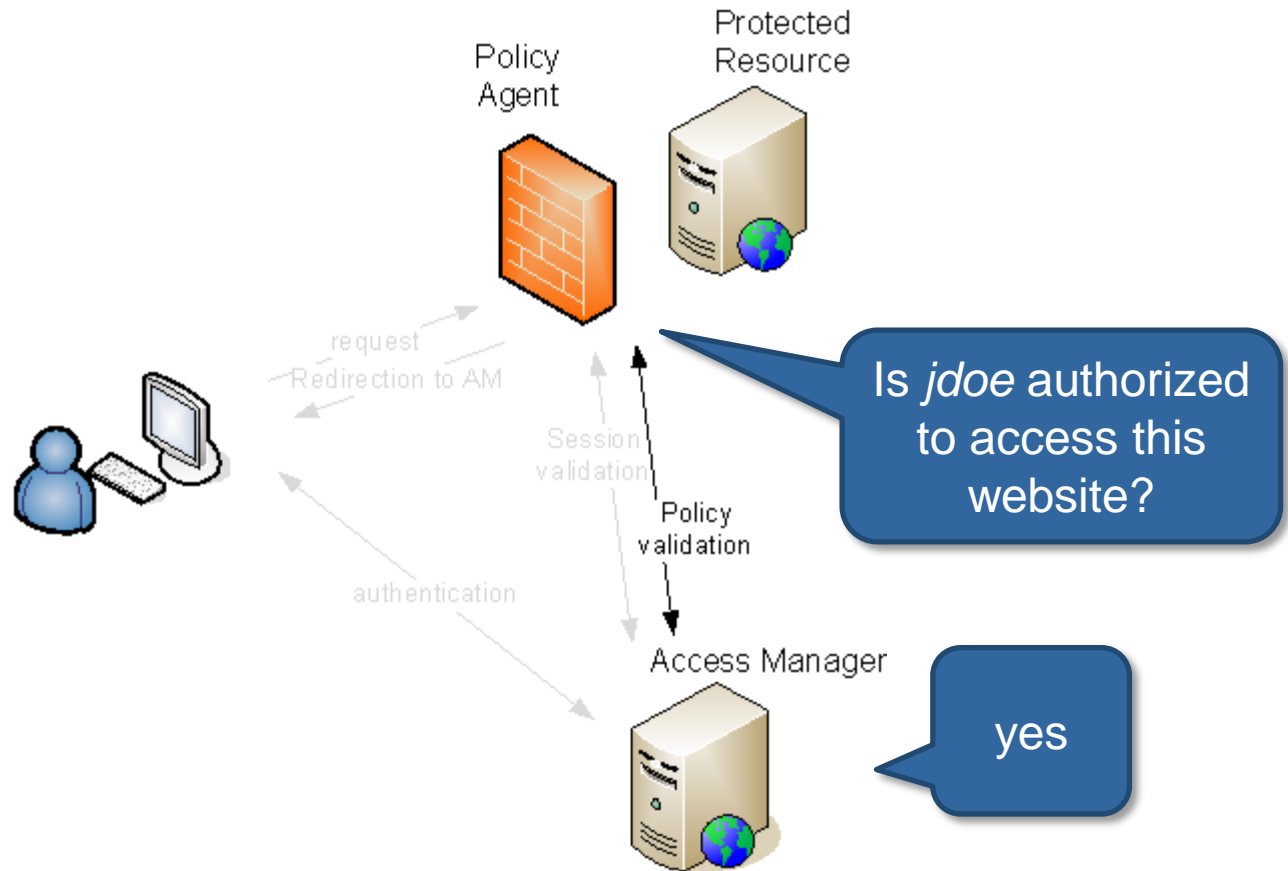 Protected
Resource
Policy
Agent
request
Redirection to AM
Is jdoe authorized
to access this
website?
Session
validation
Policy
validation
authentication
Access Manager
yes